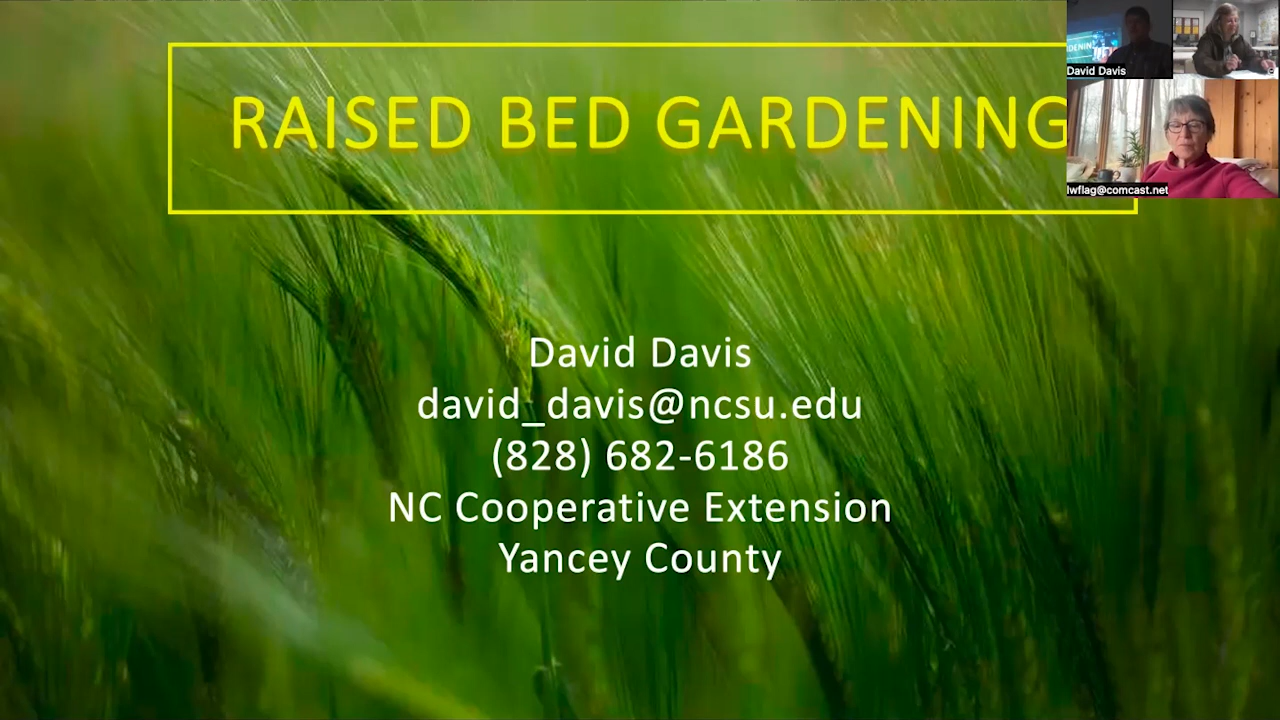 RAISED BED GARDENING
David Davis
lwflag@comcast.net
David Davis
david_davis@ncsu.edu
(828) 682-6186
NC Cooperative Extension
Yancey County